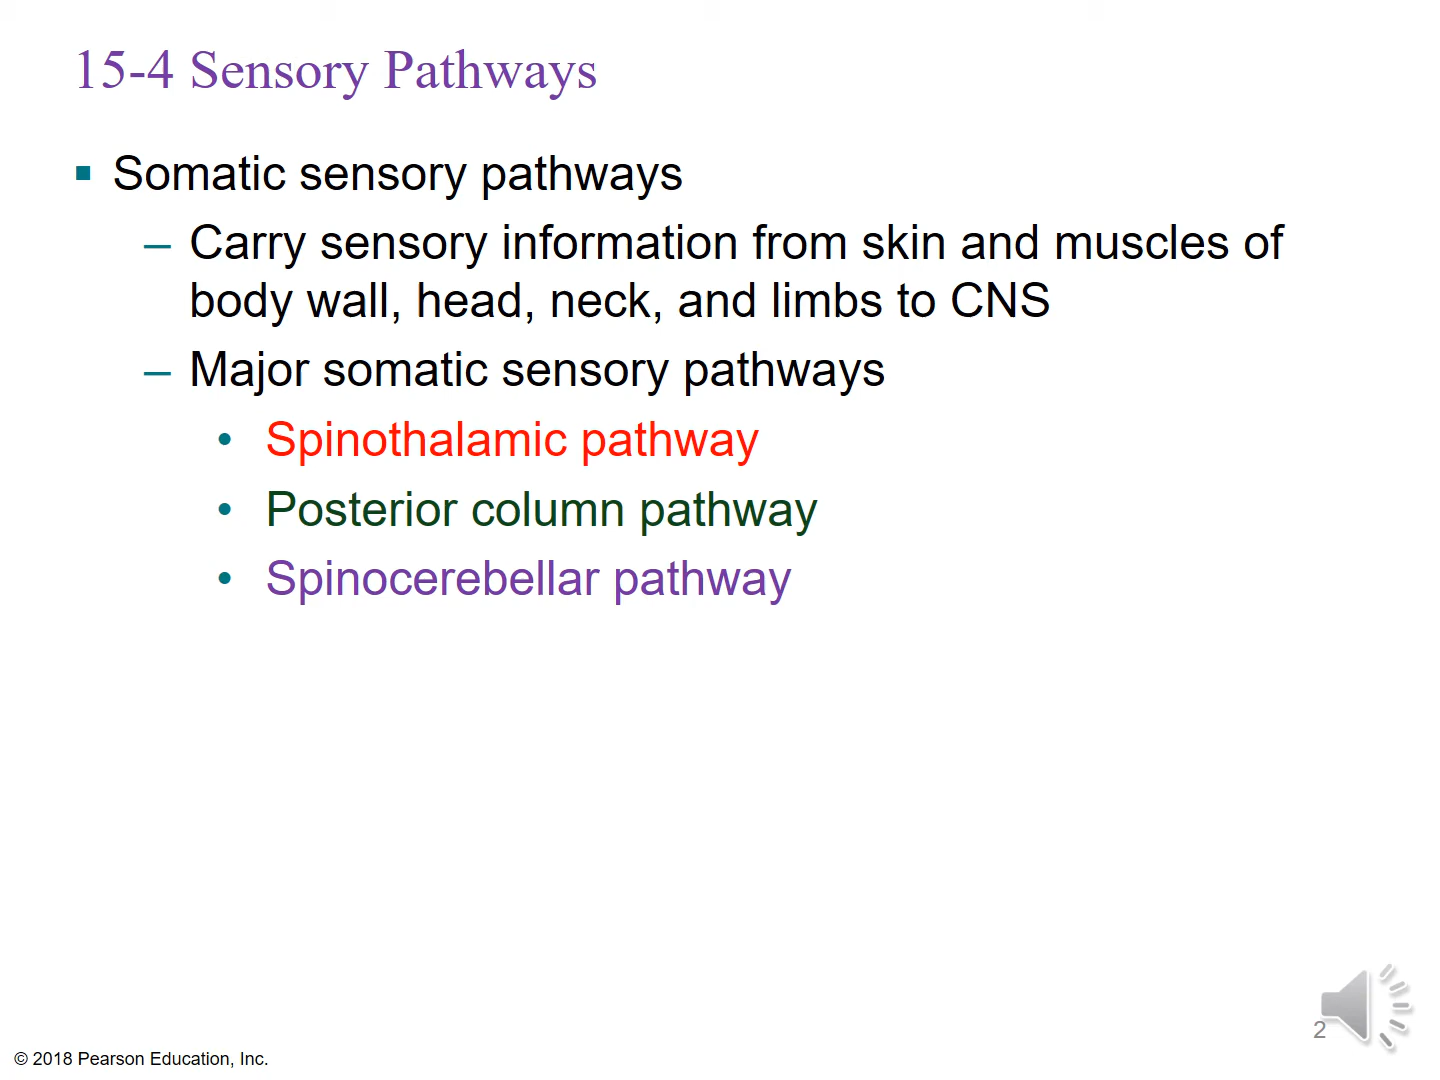 15-4 Sensory Pathways
▪ Somatic sensory pathways
– Carry sensory information from skin and muscles of
body wall, head, neck, and limbs to CNS
– Major somatic sensory pathways
• Spinothalamic pathway
• Posterior column pathway
• Spinocerebellar pathway
2
© 2018 Pearson Education, Inc.